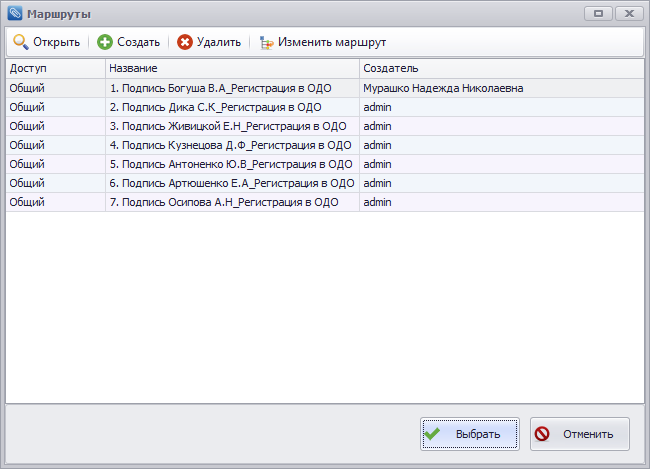 Маршруты
Открыть Создать Удалить Изменить маршрут
Доступ Название Создатель
Общий 1. Подпись Богуша В.А_Регистрация в ОДО Мурашко Надежда Николаевна
Общий 2. Подпись Дика С.К_Регистрация в ОДО admin
Общий 3. Подпись Живицкой Е.Н_Регистрация в ОДО admin
Общий 4. Подпись Кузнецова Д.Ф_Регистрация в ОДО admin
Общий 5. Подпись Антоненко Ю.В_Регистрация в ОДО admin
Общий 6. Подпись Артюшенко Е.А_Регистрация в ОДО admin
Общий 7. Подпись Осипова А.Н_Регистрация в ОДО admin
Выбрать Отменить